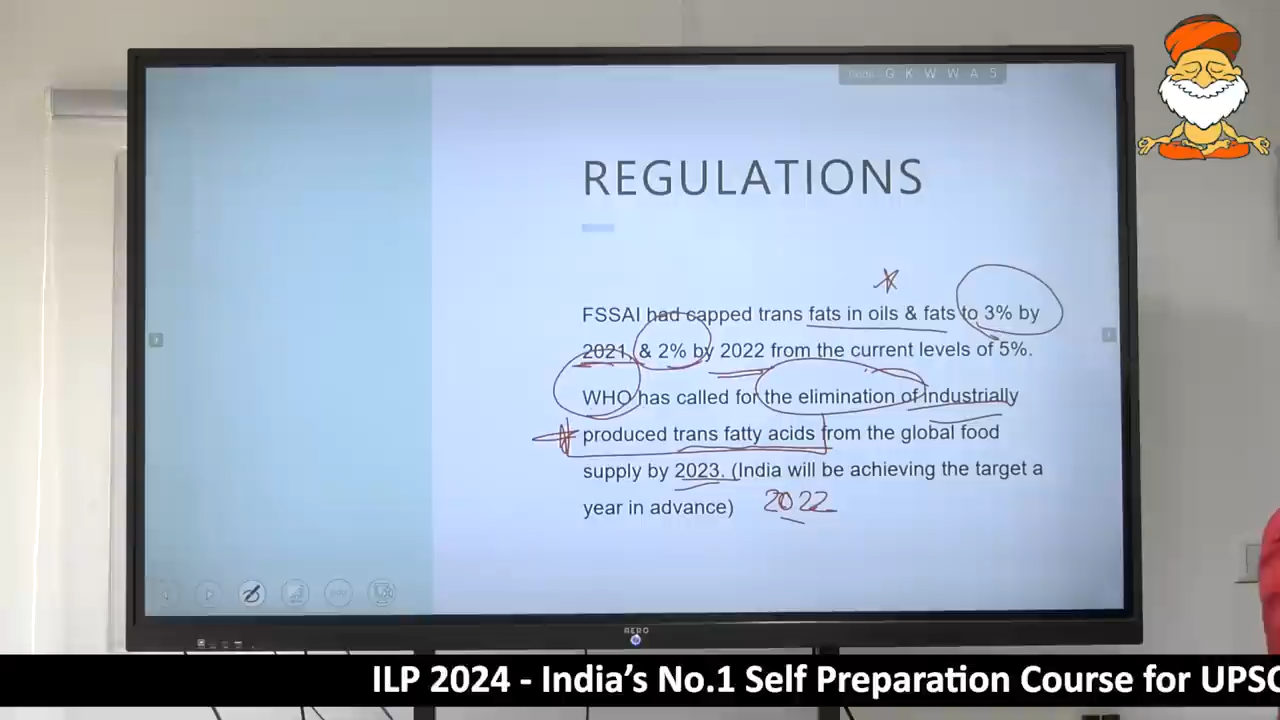 G K W W A 5
REGULATIONS
FSSAI had capped trans fats in oils & fats to 3% by
2021, & 2% by 2022 from the current levels of 5%.
WHO has called for the elimination of industrially
produced trans fatty acids from the global food
supply by 2023. (India will be achieving the target a
year in advance) 2022
ILP 2024 - India's No.1 Self Preparation Course for UPSC